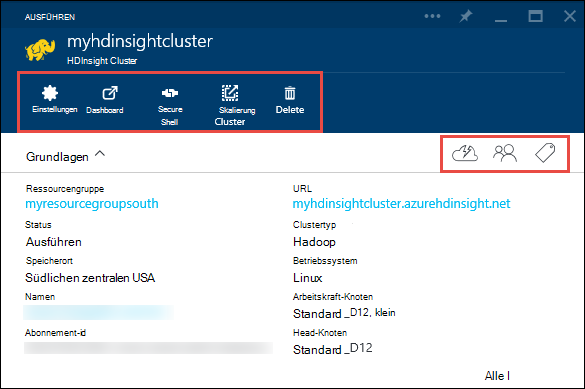 AUSFÜHREN
myhdinsightcluster
HDInsight Cluster
Einstellungen
Dashboard
Secure
Shell
Skalierung
Cluster
Delete
Grundlagen
Ressourcengruppe
myresourcegroupsouth
Status
Ausführen
Speicherort
Südlichen zentralen USA
Namen
Abonnement-id
URL
myhdinsightcluster.azurehdinsight.net
Clustertyp
Hadoop
Betriebssystem
Linux
Arbeitskraft-Knoten
Standard _D12, klein
Head-Knoten
Standard _D12
Alle I